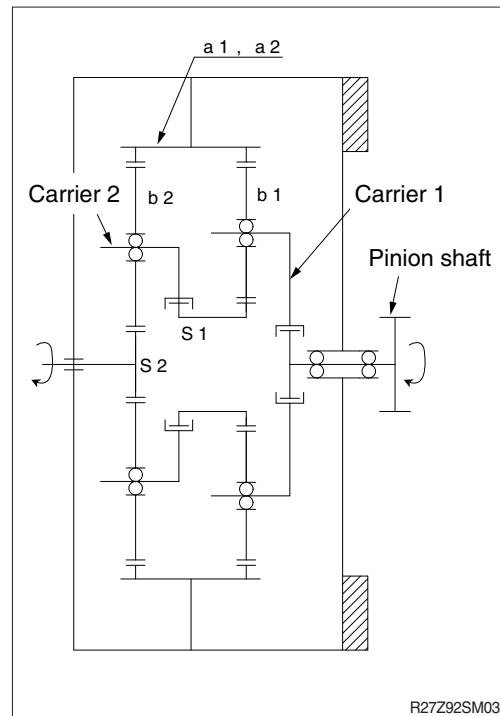 a 1 , a 2
b 2
b 1
Carrier 2
Carrier 1
Pinion shaft
S 1
S 2
R27Z92SM03